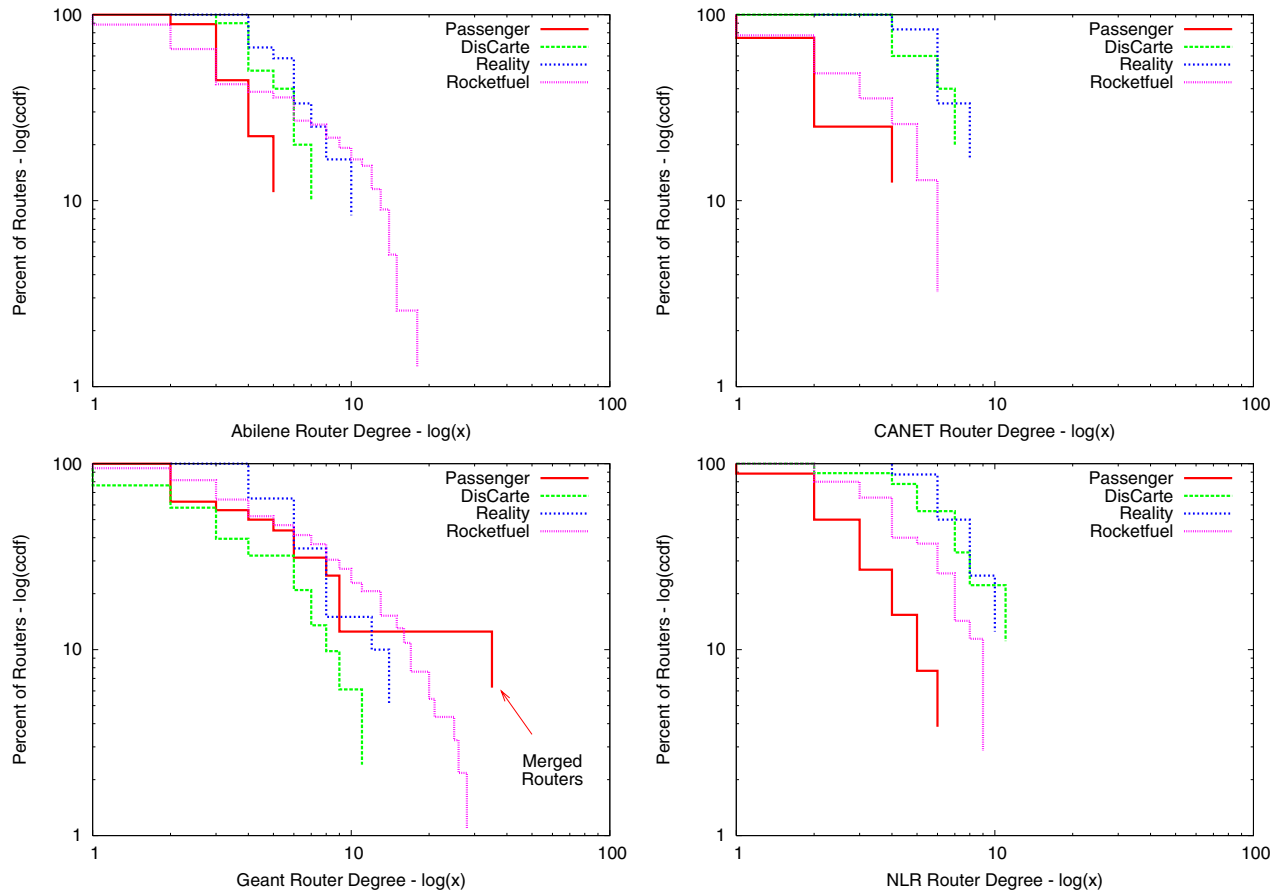 100
10
1
Percent of Routers - log(ccdf)
Passenger
DisCarte
Reality
Rocketfuel
1
10
100
Abilene Router Degree - log(x)
100
10
1
Percent of Routers - log(ccdf)
Passenger
DisCarte
Reality
Rocketfuel
1
10
100
CANET Router Degree - log(x)
100
10
1
Percent of Routers - log(ccdf)
Passenger
DisCarte
Reality
Rocketfuel
Merged
Routers
1
10
100
Geant Router Degree - log(x)
100
10
1
Percent of Routers - log(ccdf)
Passenger
DisCarte
Reality
Rocketfuel
1
10
100
NLR Router Degree - log(x)